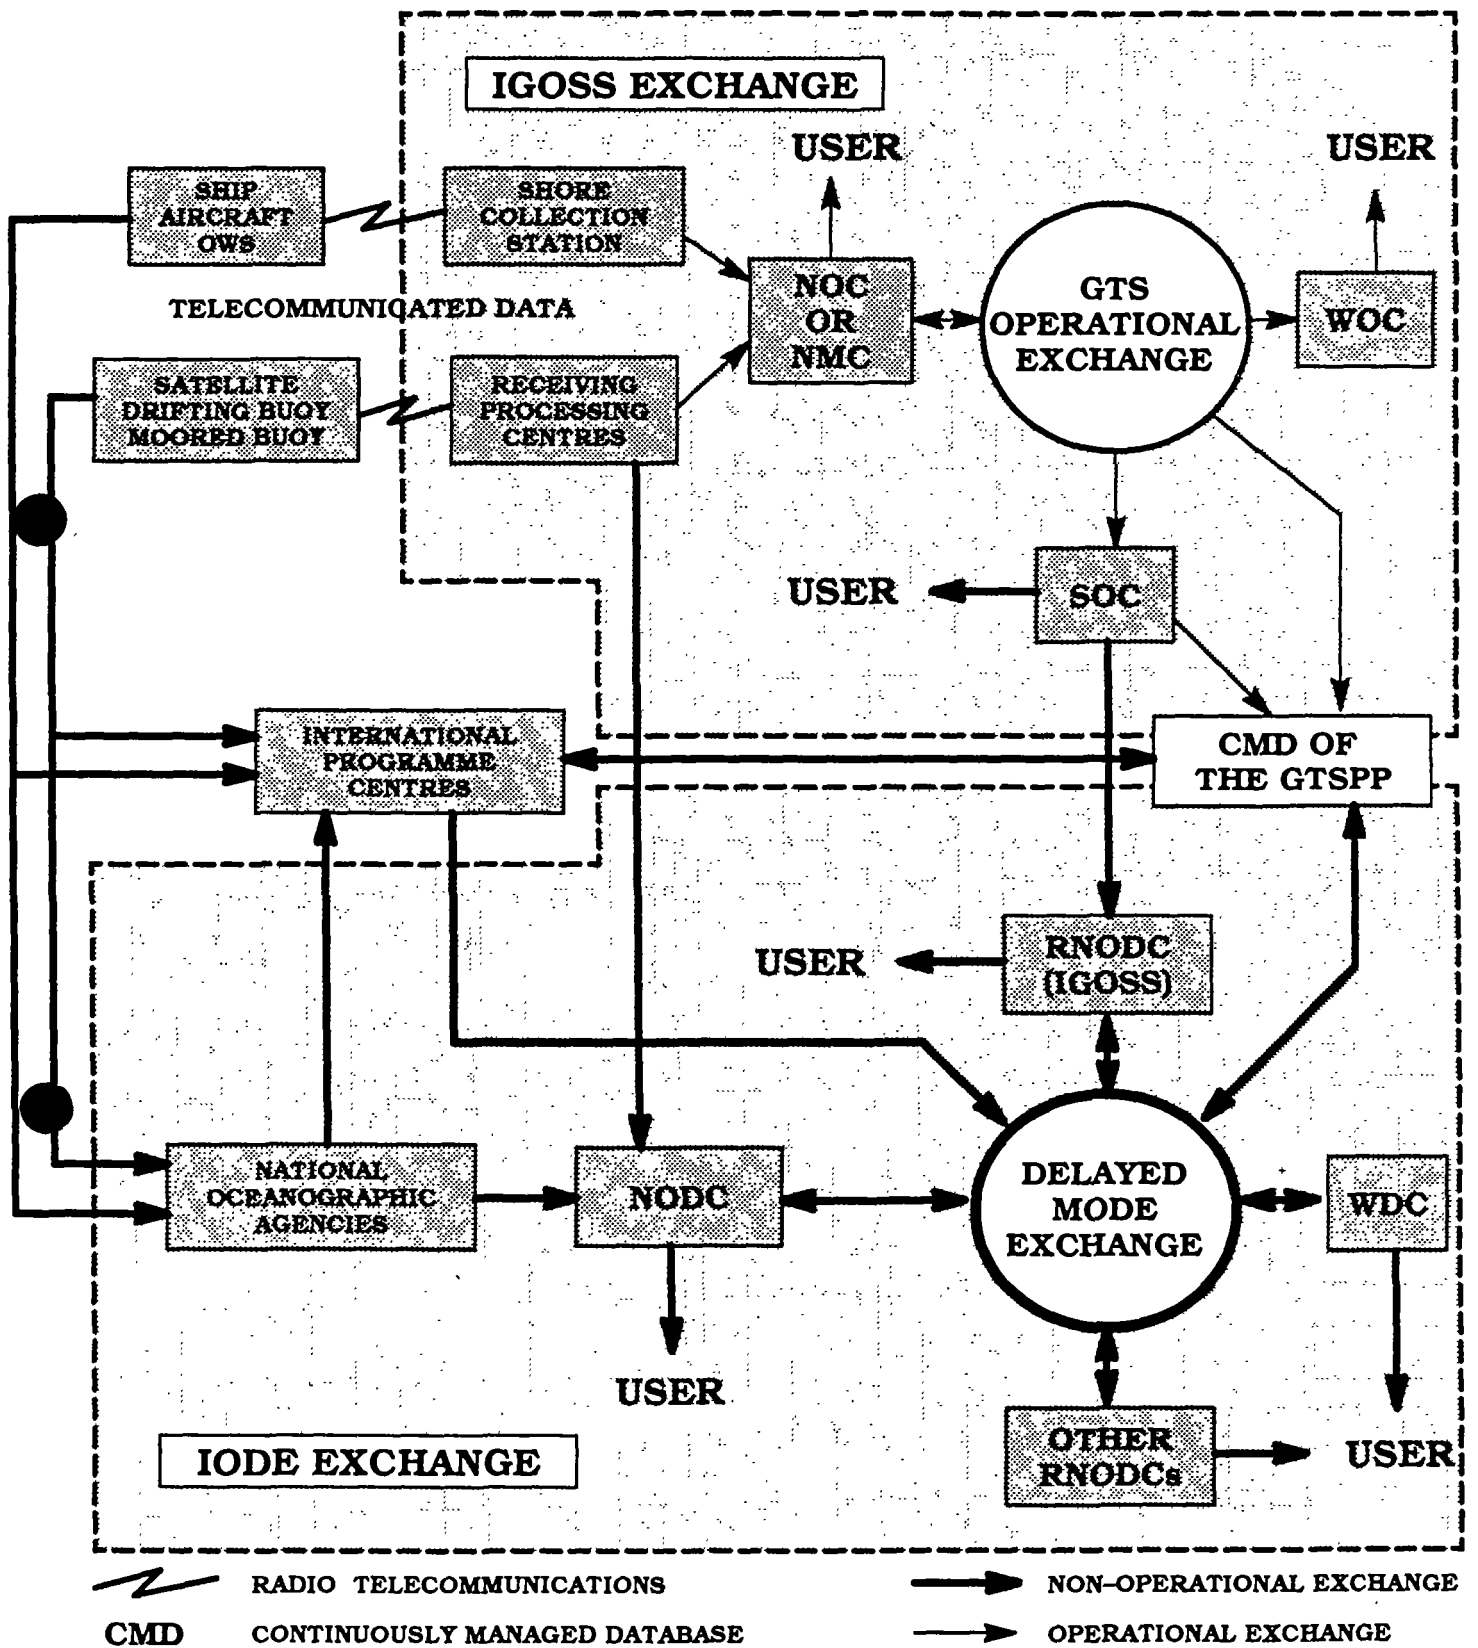 IGOSS EXCHANGE
USER
USER
SHIP
AIRCRAFT
OWS
SHORE
COLLECTION
STATION
NOC
OR
NMC
GTS
OPERATIONAL
EXCHANGE
WOC
TELECOMMUNICATED DATA
SATELLITE
DRIFTING BUOY
MOORED BUOY
RECEIVING
PROCESSING
CENTRES
USER
SOC
INTERNATIONAL
PROGRAMME
CENTRES
CMD OF
THE GTSPP
USER
RNODC
(IGOSS)
NATIONAL
OCEANOGRAPHIC
AGENCIES
NODC
DELAYED
MODE
EXCHANGE
WDC
USER
IODE EXCHANGE
OTHER
RNODCs
USER
RADIO TELECOMMUNICATIONS
NON-OPERATIONAL EXCHANGE
CMD CONTINUOUSLY MANAGED DATABASE
OPERATIONAL EXCHANGE